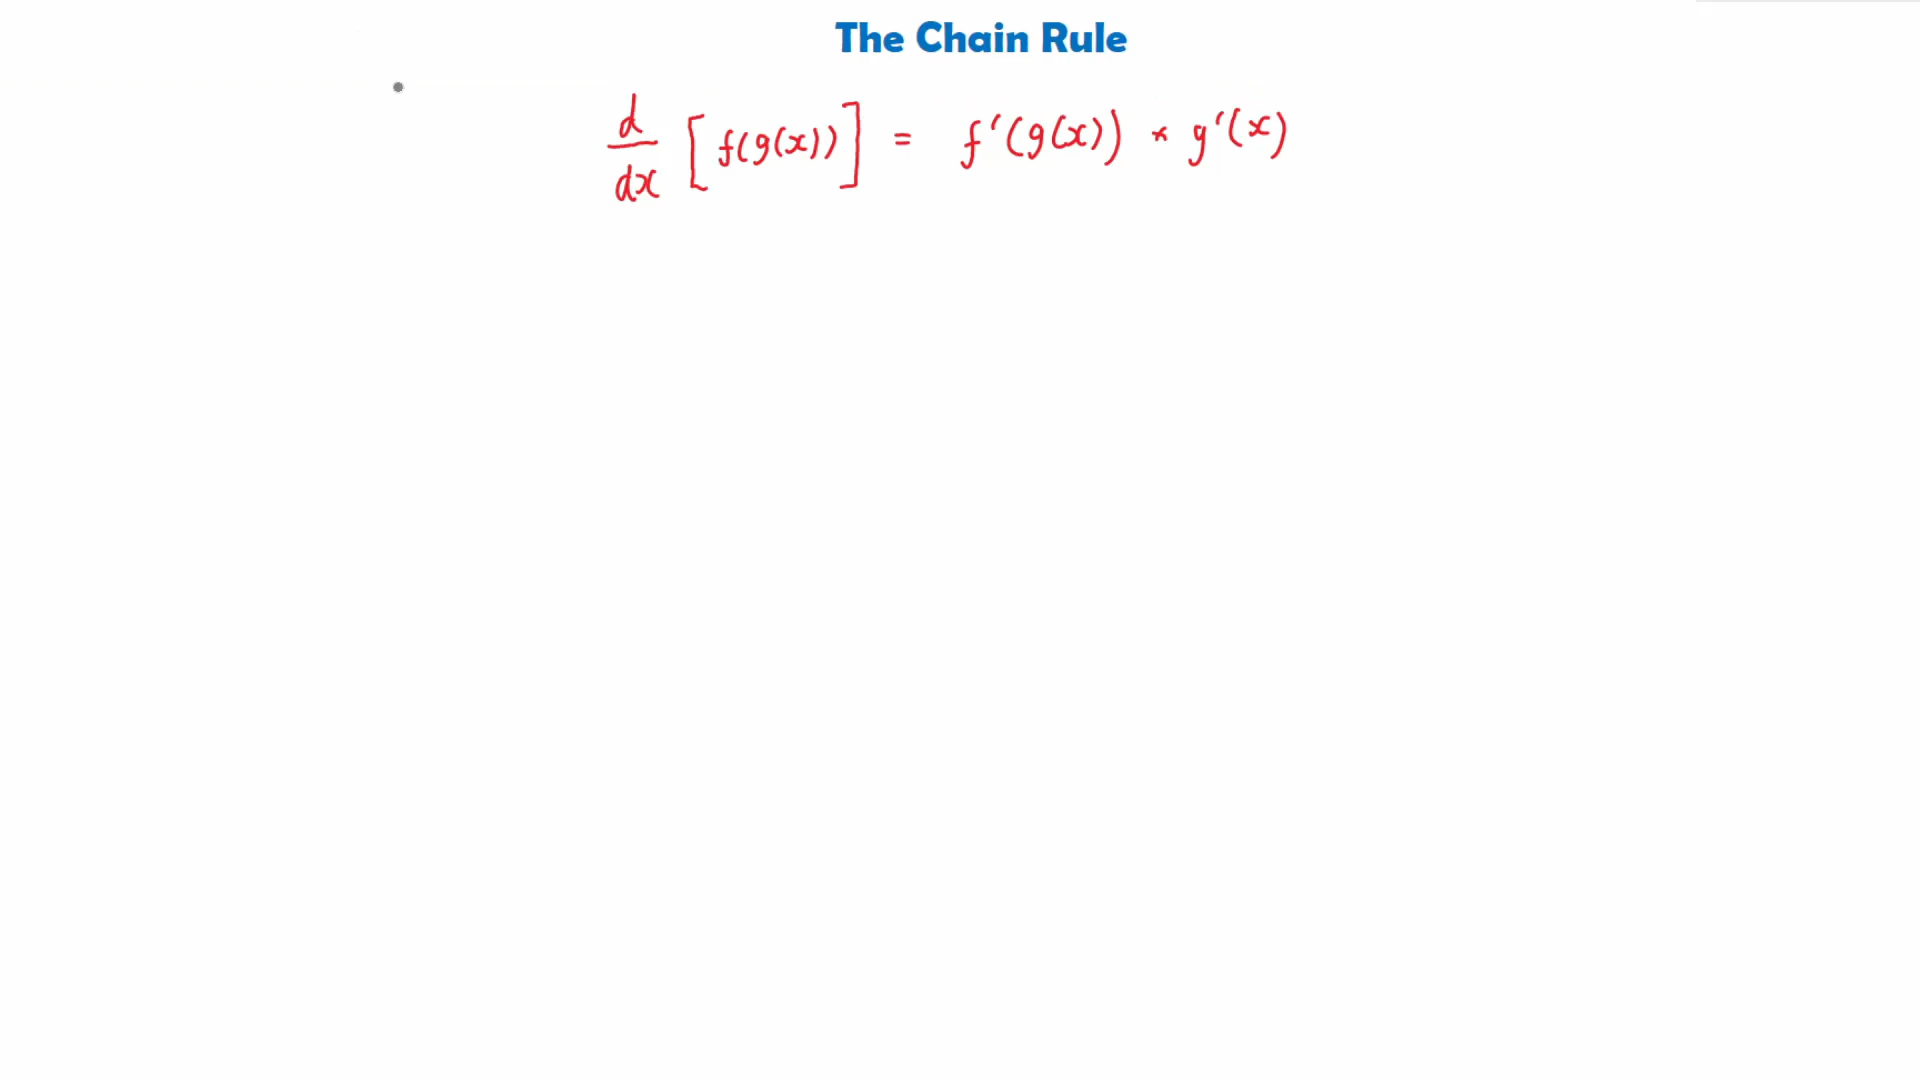 The Chain Rule
d/dx [f(g(x))] = f'(g(x)) * g'(x)